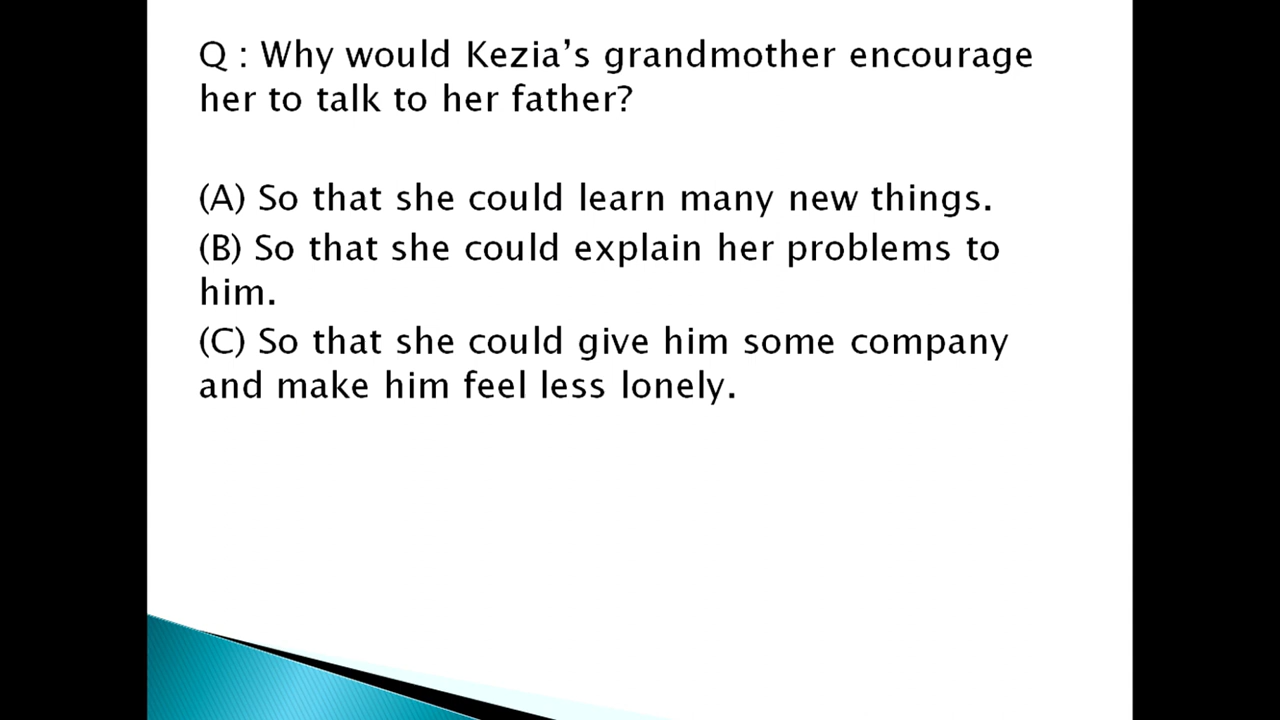 Q : Why would Kezia’s grandmother encourage
her to talk to her father?
(A) So that she could learn many new things.
(B) So that she could explain her problems to
him.
(C) So that she could give him some company
and make him feel less lonely.